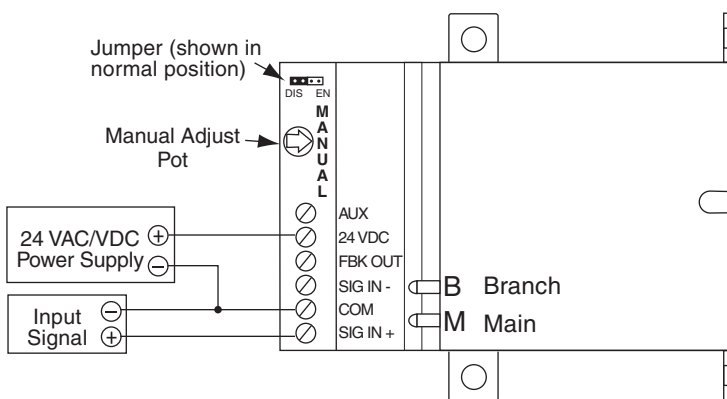 Jumper (shown in
normal position)
DIS EN
MANUAL
Manual Adjust
Pot
AUX
24 VDC
FBK OUT
SIG IN -
COM
SIG IN +
24 VAC/VDC +
Power Supply -
Input -
Signal +
B Branch
M Main